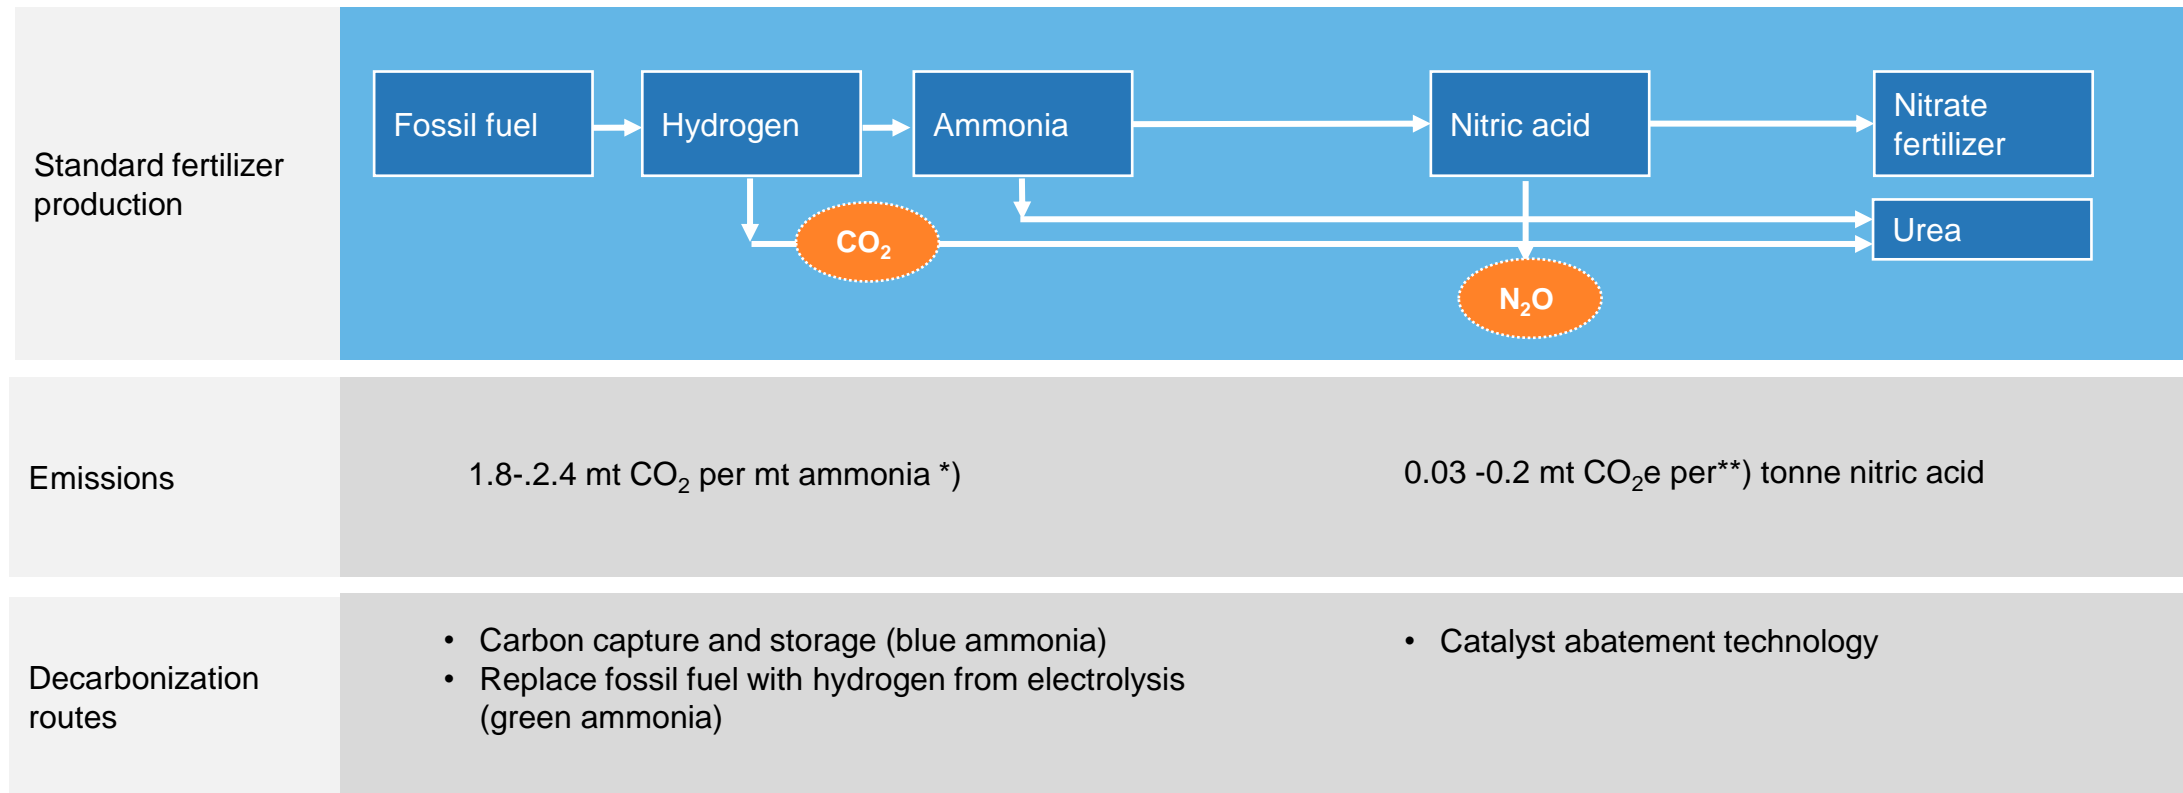 Standard fertilizer
production
Fossil fuel
Hydrogen
Ammonia
Nitric acid
Nitrate
fertilizer
Urea
CO₂
N₂O
Emissions
1.8-.2.4 mt CO₂ per mt ammonia *)
0.03 -0.2 mt CO₂e per**) tonne nitric acid
Decarbonization
routes
• Carbon capture and storage (blue ammonia)
• Replace fossil fuel with hydrogen from electrolysis
(green ammonia)
• Catalyst abatement technology